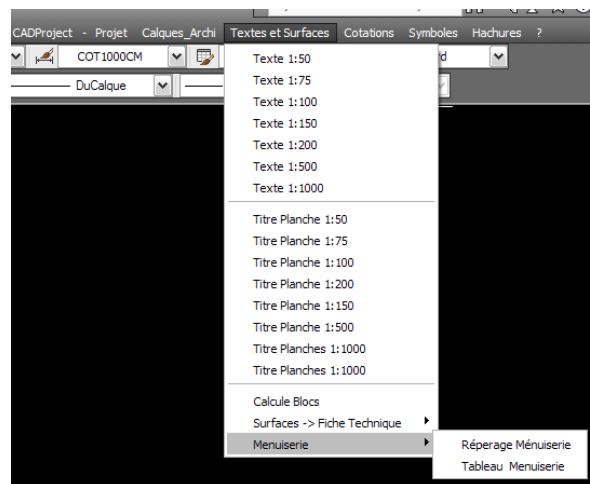 CADProject - Projet Calques_Archi Textes et Surfaces Cotations Symboles Hachures ?
COT1000CM
DuCalque
Texte 1:50
Texte 1:75
Texte 1:100
Texte 1:150
Texte 1:200
Texte 1:500
Texte 1:1000
Titre Planche 1:50
Titre Planche 1:75
Titre Planche 1:100
Titre Planche 1:200
Titre Planche 1:150
Titre Planche 1:500
Titre Planches 1:1000
Titre Planches 1:1000
Calcule Blocs
Surfaces -> Fiche Technique
Menuiserie
Réperage Ménuiserie
Tableau Menuiserie